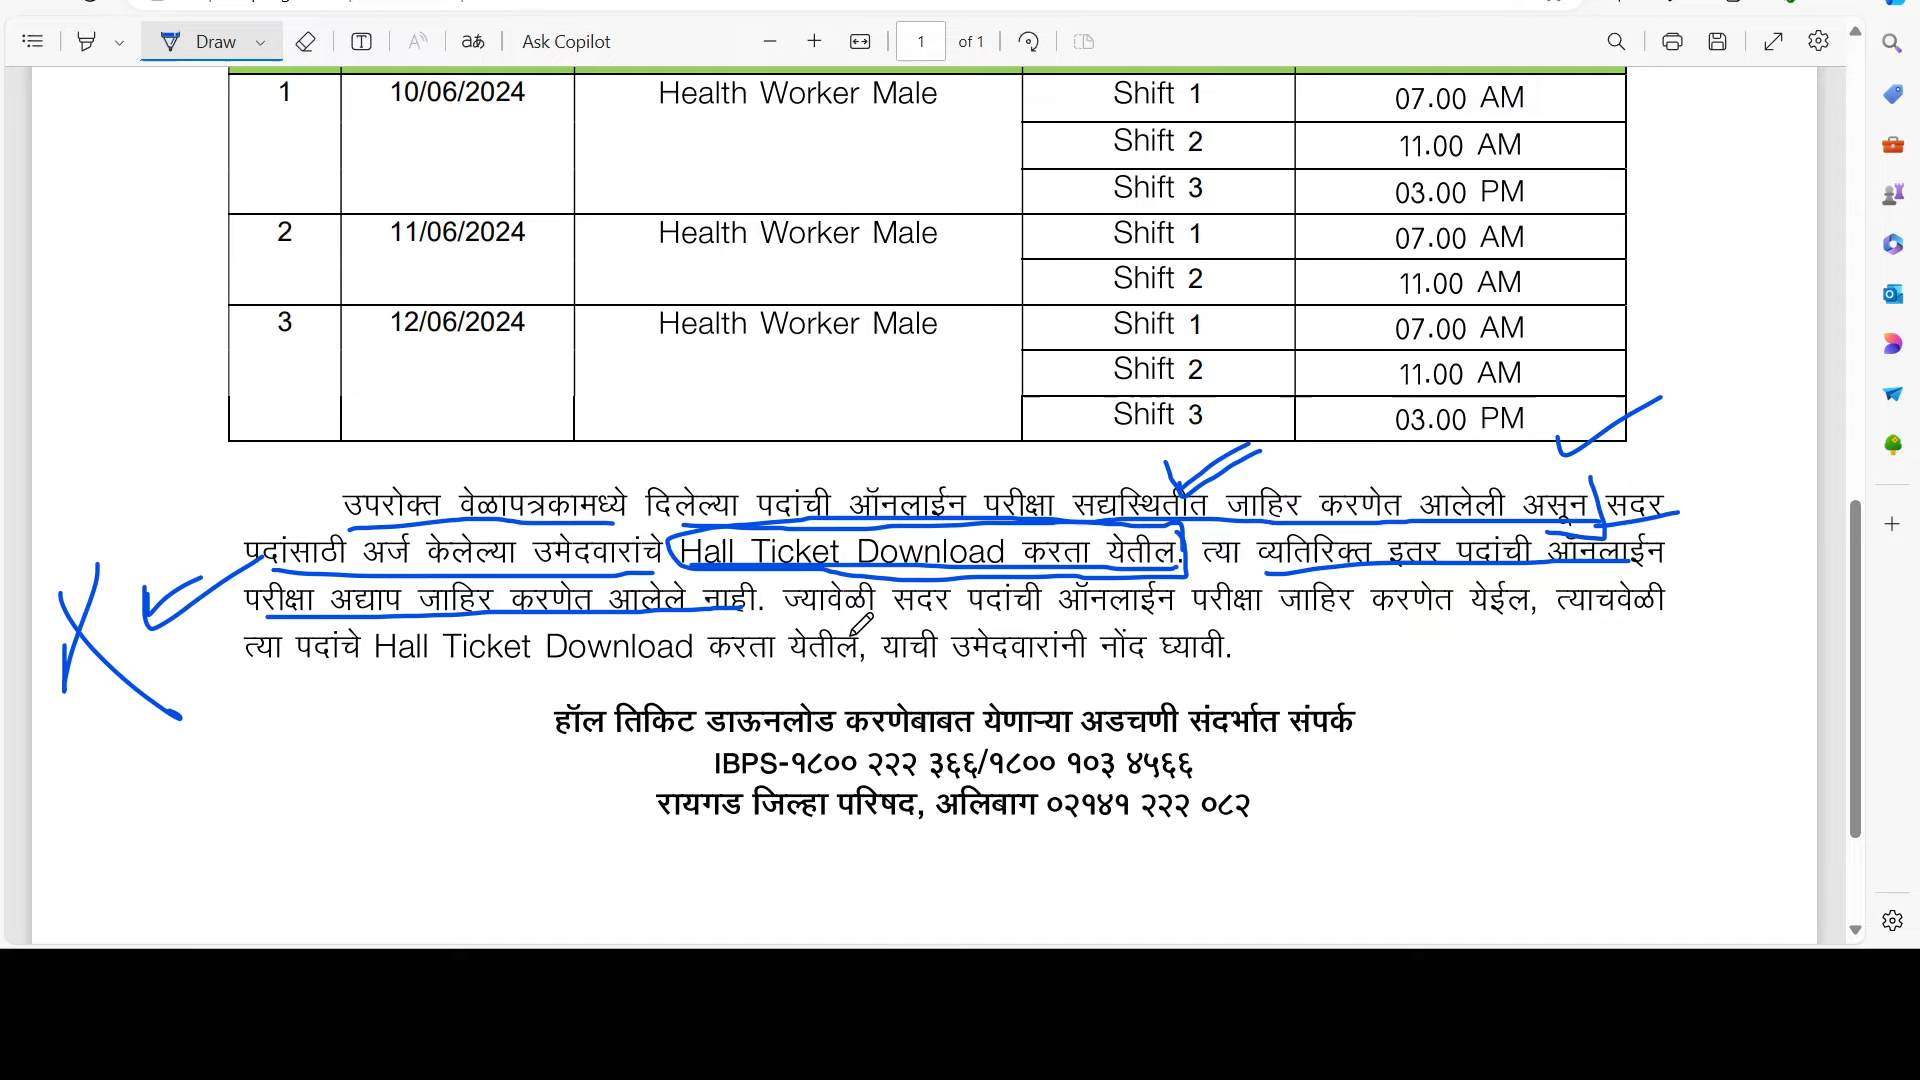 Draw
Ask Copilot
1 of 1
1 10/06/2024 Health Worker Male Shift 1 07.00 AM
Shift 2 11.00 AM
Shift 3 03.00 PM
2 11/06/2024 Health Worker Male Shift 1 07.00 AM
Shift 2 11.00 AM
3 12/06/2024 Health Worker Male Shift 1 07.00 AM
Shift 2 11.00 AM
Shift 3 03.00 PM
उपरोक्त वेळापत्रकामध्ये दिलेल्या पदांची ऑनलाईन परीक्षा सद्यस्थितीत जाहिर करणेत आलेली असून सदर
पदांसाठी अर्ज केलेल्या उमेदवारांचे Hall Ticket Download करता येतील. त्या व्यतिरिक्त इतर पदांची ऑनलाईन
परीक्षा अद्याप जाहिर करणेत आलेले नाही. ज्यावेळी सदर पदांची ऑनलाईन परीक्षा जाहिर करणेत येईल, त्याचवेळी
त्या पदांचे Hall Ticket Download करता येतील, याची उमेदवारांनी नोंद घ्यावी.
हॉल तिकिट डाऊनलोड करणेबाबत येणाऱ्या अडचणी संदर्भात संपर्क
IBPS-१८०० २२२ ३६६/१८०० १०३ ४५६६
रायगड जिल्हा परिषद, अलिबाग ०२१४१ २२२ ०८२